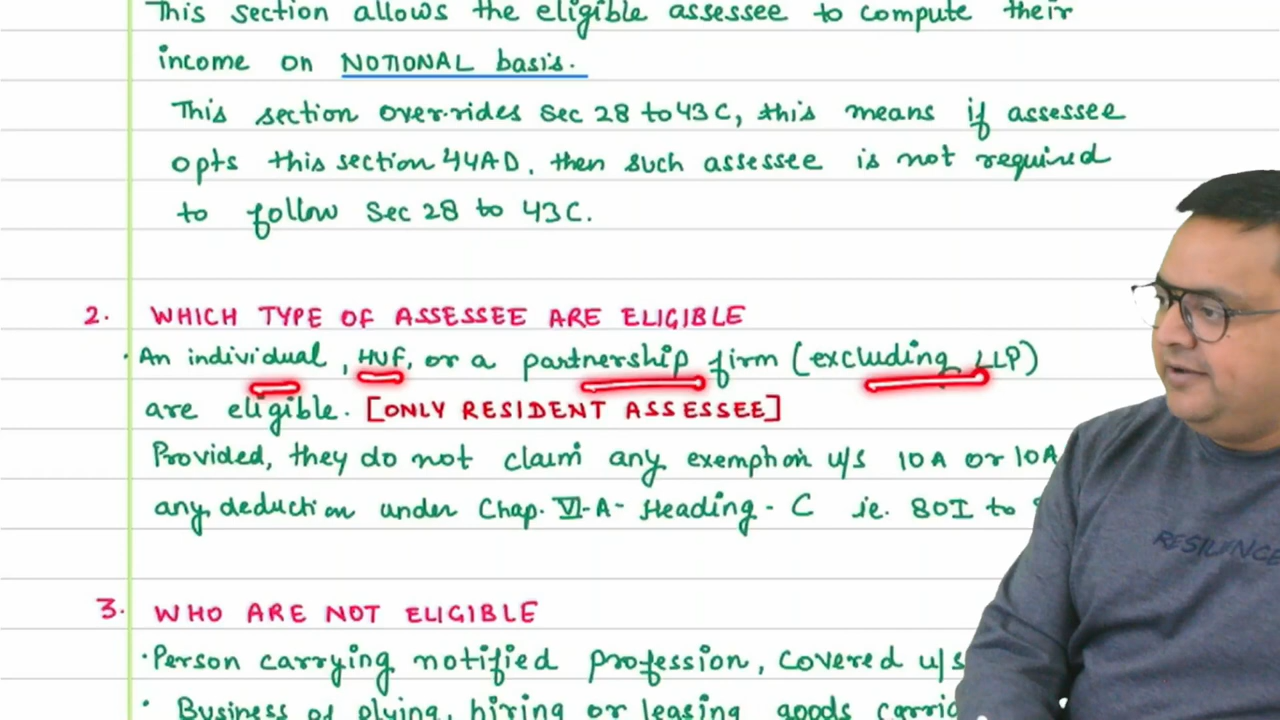 This section allows the eligible assessee to compute their
income on NOTIONAL basis.
This section over-rides Sec 28 to 43C, this means if assessee
opts this section 44AD, then such assessee is not required
to follow Sec 28 to 43C.
2. WHICH TYPE OF ASSESSEE ARE ELIGIBLE
· An individual, HUF, or a partnership firm (excluding LLP)
are eligible. [ONLY RESIDENT ASSESSEE]
Provided, they do not claim any exemption u/s 10A or 10A
any deduction under Chap. VI-A- Heading - C ie. 80I to
3. WHO ARE NOT ELIGIBLE
· Person carrying notified profession, covered u/s
· Business of plying, hiring or leasing goods
RESILIENCE